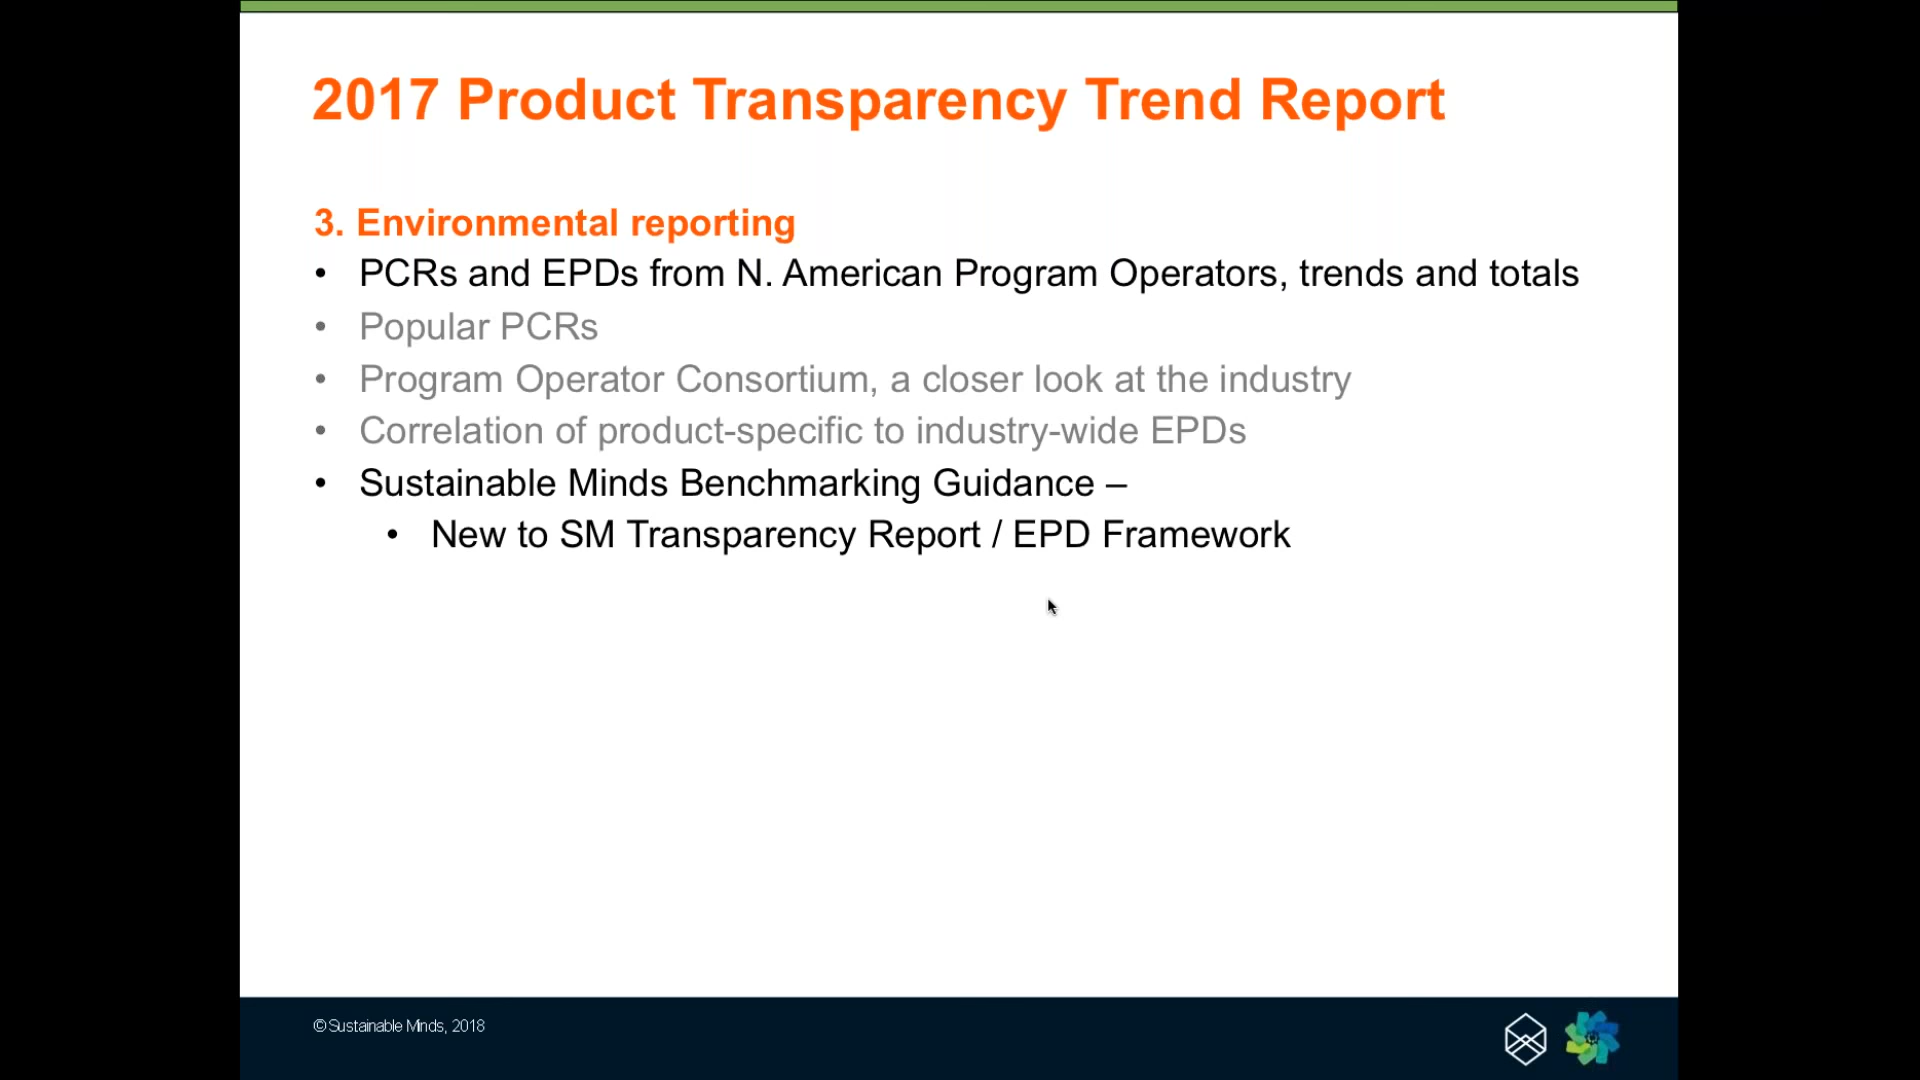 2017 Product Transparency Trend Report
3. Environmental reporting
• PCRs and EPDs from N. American Program Operators, trends and totals
• Popular PCRs
• Program Operator Consortium, a closer look at the industry
• Correlation of product-specific to industry-wide EPDs
• Sustainable Minds Benchmarking Guidance –
• New to SM Transparency Report / EPD Framework
© Sustainable Minds, 2018